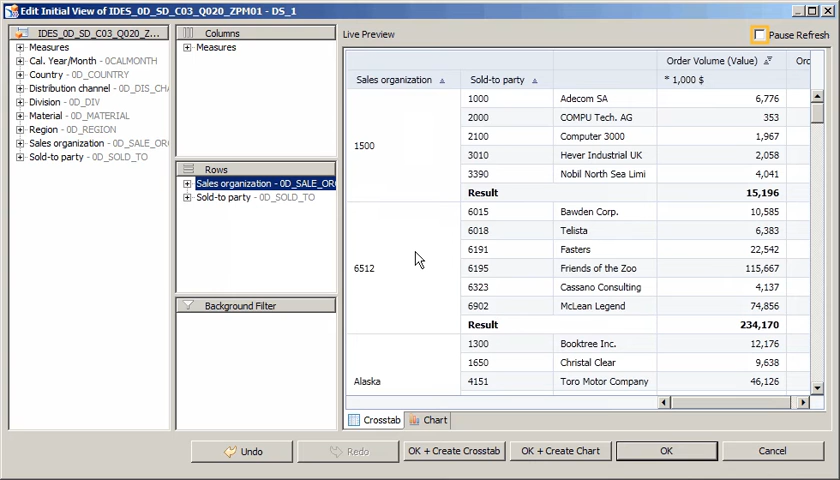 Edit Initial View of IDES_0D_SD_C03_Q020_ZPM01 - DS_1
IDES_0D_SD_C03_Q020_Z...
Measures
Cal. Year/Month - 0CALMONTH
Country - 0D_COUNTRY
Distribution channel - 0D_DIS_CHA
Division - 0D_DIV
Material - 0D_MATERIAL
Region - 0D_REGION
Sales organization - 0D_SALE_OR
Sold-to party - 0D_SOLD_TO
Columns
Measures
Rows
Sales organization - 0D_SALE_OR
Sold-to party - 0D_SOLD_TO
Background Filter
Live Preview
Pause Refresh
Order Volume (Value)
Sales organization Sold-to party * 1,000 $
1500
1000 Adecom SA 6,776
2000 COMPU Tech. AG 353
2100 Computer 3000 1,967
3010 Hever Industrial UK 2,058
3390 Nobil North Sea Limi 4,041
Result 15,196
6512
6015 Bawden Corp. 10,585
6018 Telista 6,383
6191 Fasters 22,542
6195 Friends of the Zoo 115,667
6323 Cassano Consulting 4,137
6902 McLean Legend 74,856
Result 234,170
Alaska
1300 Booktree Inc. 12,176
1650 Christal Clear 9,638
4151 Toro Motor Company 46,126
Crosstab Chart
Undo Redo OK + Create Crosstab OK + Create Chart OK Cancel